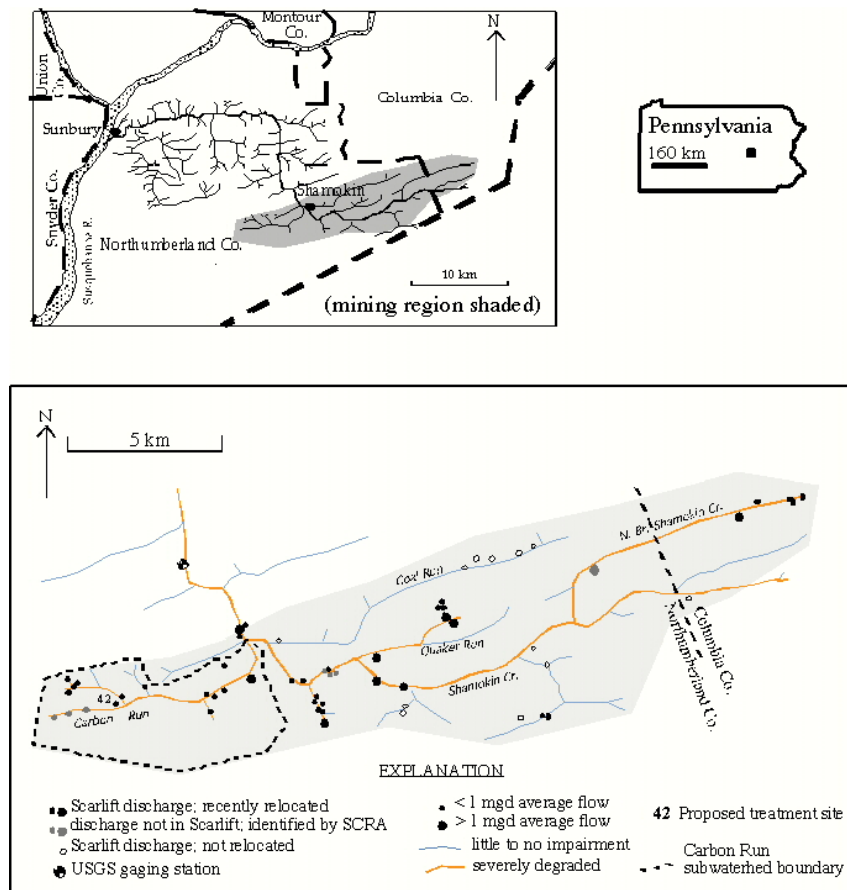 Montour
Co.
N
Union
Co.
Columbia Co.
Sunbury
Snyder Co.
Susquehanna R.
Shamokin
Northumberland Co.
10 km
(mining region shaded)
Pennsylvania
160 km
N
5 km
N. Br. Shamokin Cr.
Coal Run
Quaker Run
Shamokin Cr.
Columbia Co.
Northumberland Co.
42
Carbon Run
EXPLANATION
Scarlift discharge; recently relocated
discharge not in Scarlift; identified by SCRA
Scarlift discharge; not relocated
USGS gaging station
< 1 mgd average flow
> 1 mgd average flow
little to no impairment
severely degraded
42 Proposed treatment site
Carbon Run
subwaterhed boundary